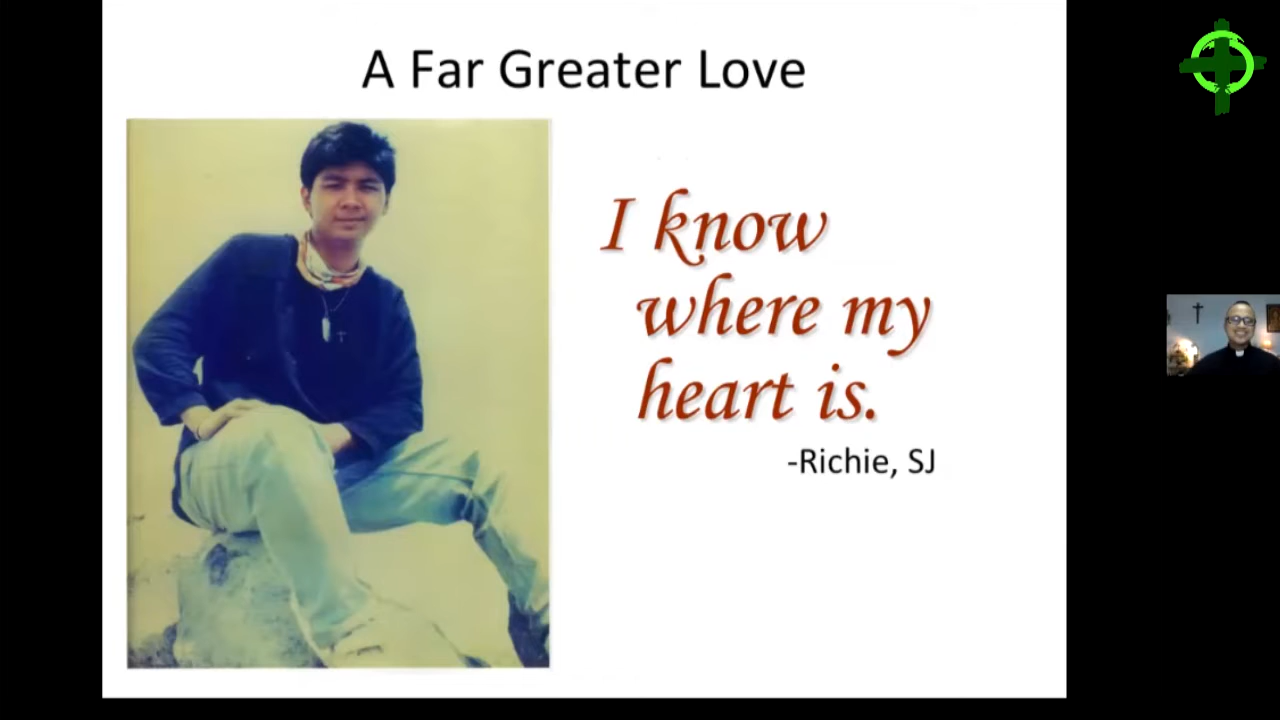 A Far Greater Love
I know
where my
heart is.
-Richie, SJ